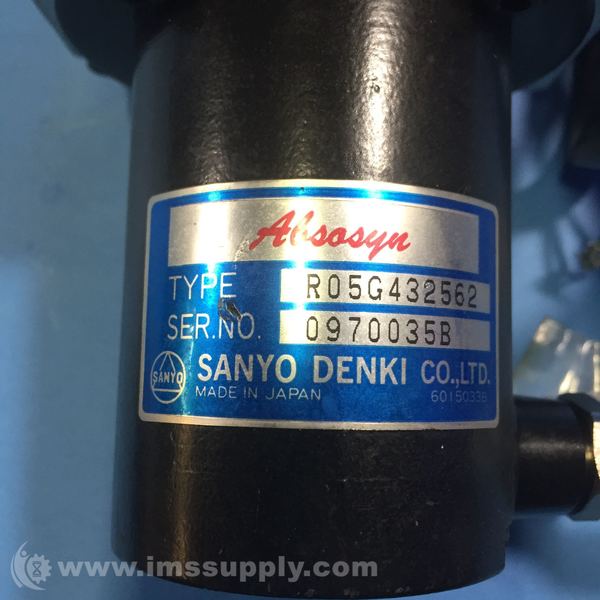 Absosyn
TYPE R05G432562
SER.NO. 0970035B
SANYO SANYO DENKI CO.,LTD.
MADE IN JAPAN 6015033B
www.imssupply.com